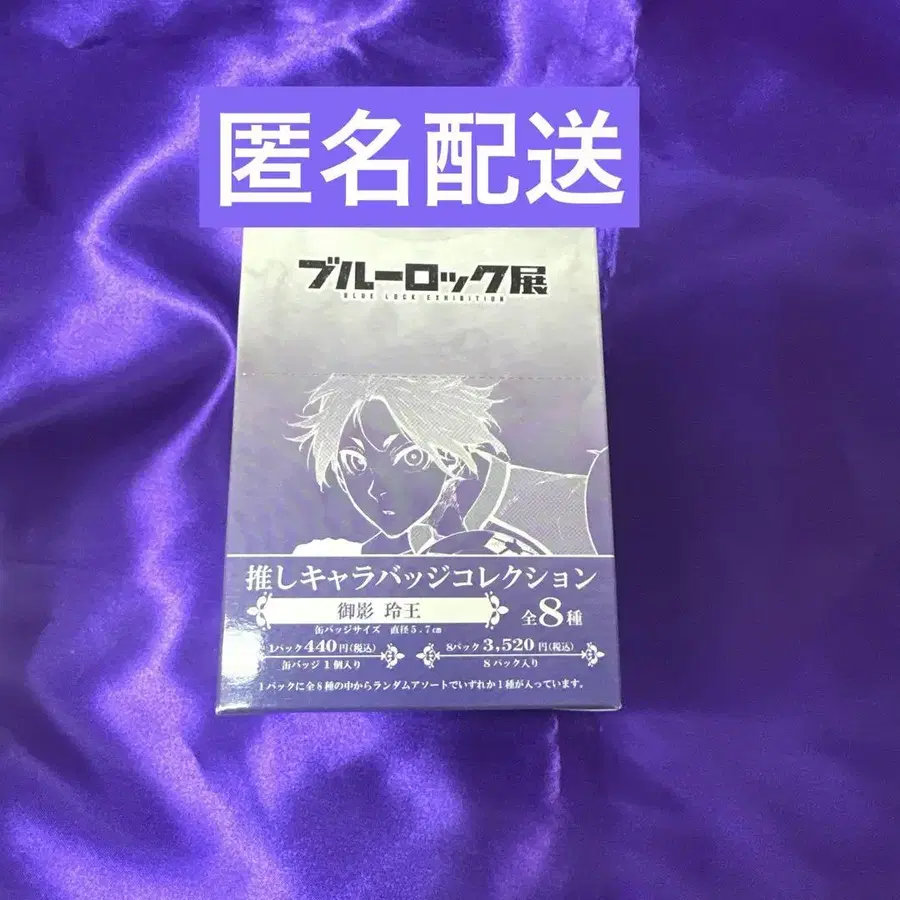 匿名配送
ブルーロック展
BLUE LOCK EXHIBITION
推しキャラバッジコレクション
御影 玲王
全8種
缶バッジサイズ 直径5.7cm
1パック440円(税込)
缶バッジ1個入り
8パック3,520円(税込)
8パック入り
1パックに全8種の中からランダムアソートでいずれか1種が入っています。